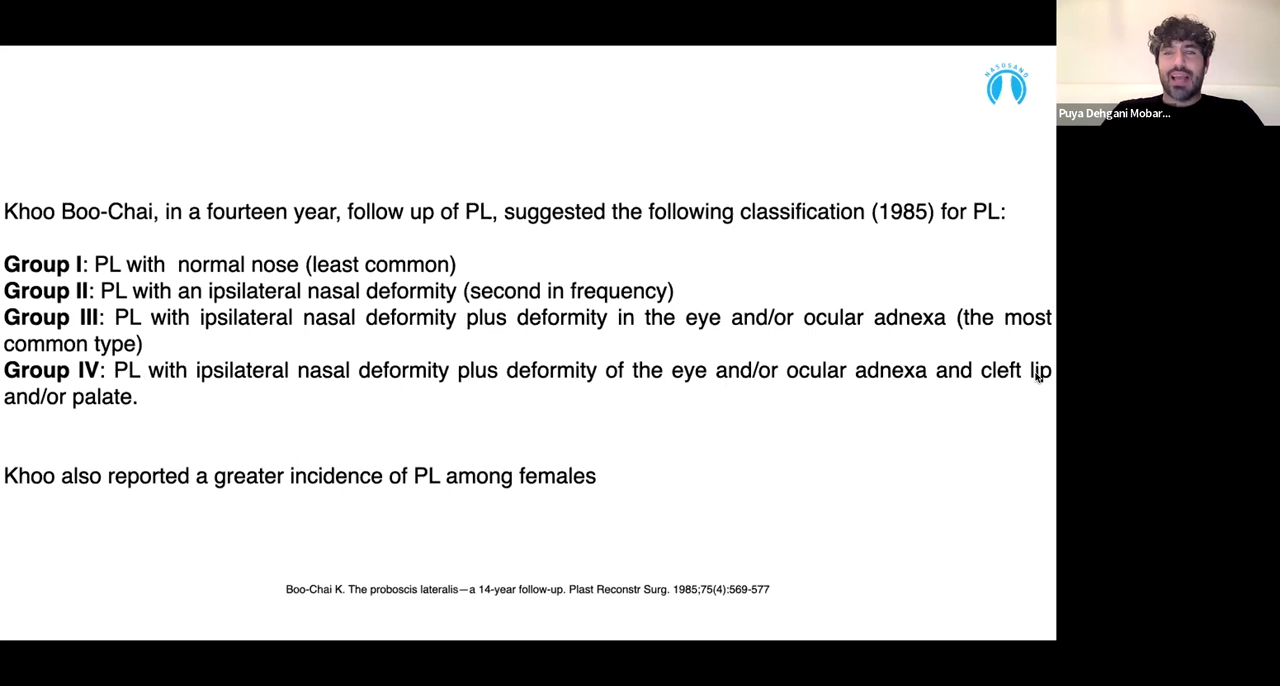 NASOSANO
Puya Dehgani Mobar...
Khoo Boo-Chai, in a fourteen year, follow up of PL, suggested the following classification (1985) for PL:
Group I: PL with normal nose (least common)
Group II: PL with an ipsilateral nasal deformity (second in frequency)
Group III: PL with ipsilateral nasal deformity plus deformity in the eye and/or ocular adnexa (the most
common type)
Group IV: PL with ipsilateral nasal deformity plus deformity of the eye and/or ocular adnexa and cleft lip
and/or palate.
Khoo also reported a greater incidence of PL among females
Boo-Chai K. The proboscis lateralis—a 14-year follow-up. Plast Reconstr Surg. 1985;75(4):569-577